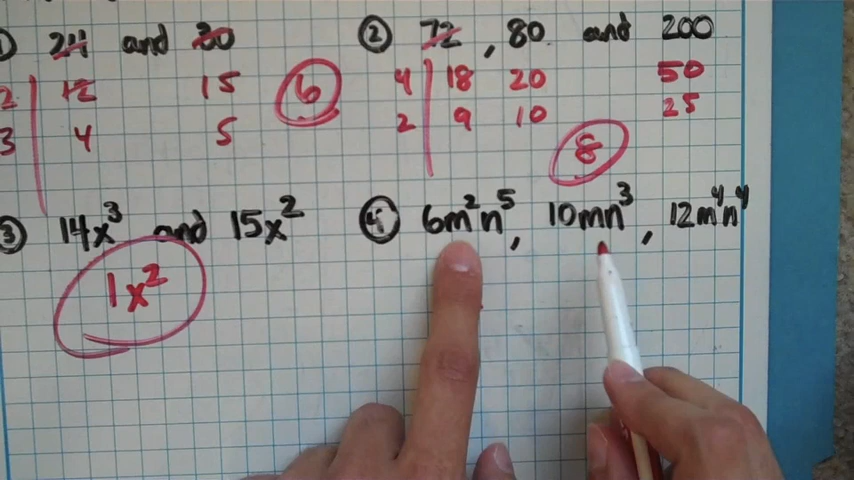 1) 24 and 30
2 12 15 6
3 4 5
② 72, 80 and 200
4 18 20 50
2 9 10 25
8
③ 14x³ and 15x²
1x²
④ 6m²n⁵, 10mn³, 12m⁴n⁴